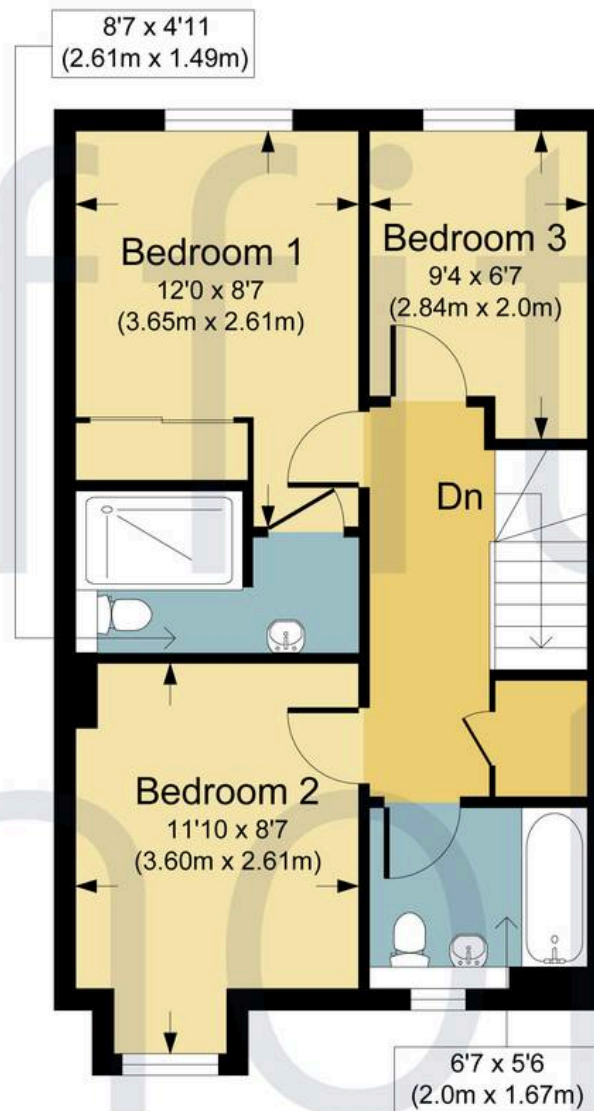 8'7 x 4'11
(2.61m x 1.49m)
Bedroom 1
12'0 x 8'7
(3.65m x 2.61m)
Bedroom 3
9'4 x 6'7
(2.84m x 2.0m)
Dn
Bedroom 2
11'10 x 8'7
(3.60m x 2.61m)
6'7 x 5'6
(2.0m x 1.67m)